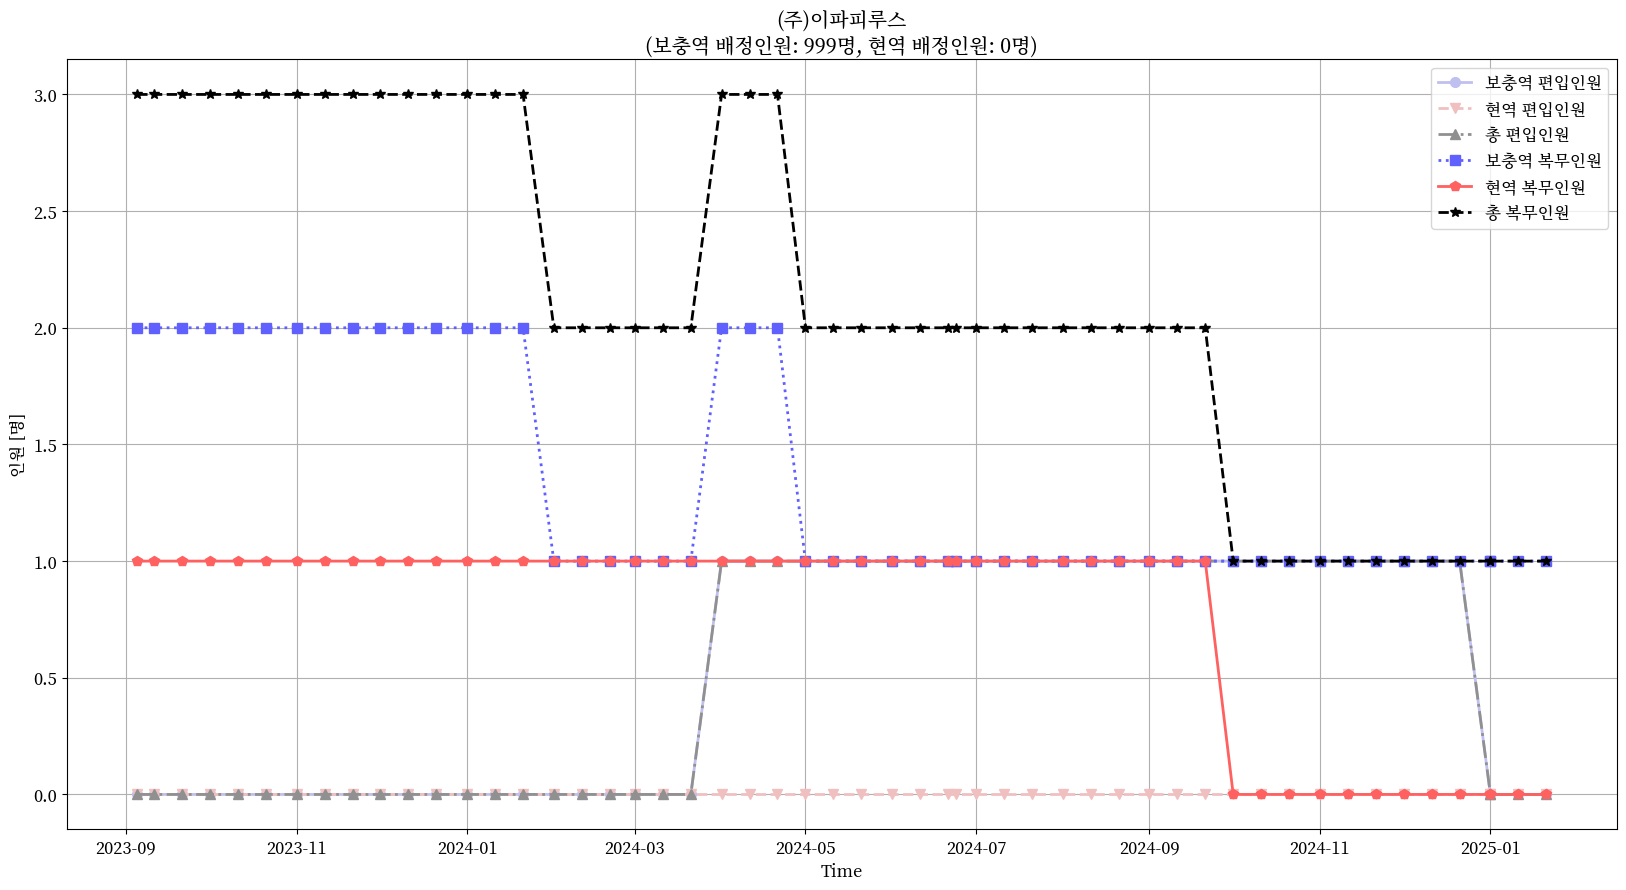 (주)이파피루스
(보충역 배정인원: 999명, 현역 배정인원: 0명)
보충역 편입인원
현역 편입인원
총 편입인원
보충역 복무인원
현역 복무인원
총 복무인원
3.0
2.5
2.0
1.5
1.0
0.5
0.0
인원 [명]
2023-09 2023-11 2024-01 2024-03 2024-05 2024-07 2024-09 2024-11 2025-01
Time